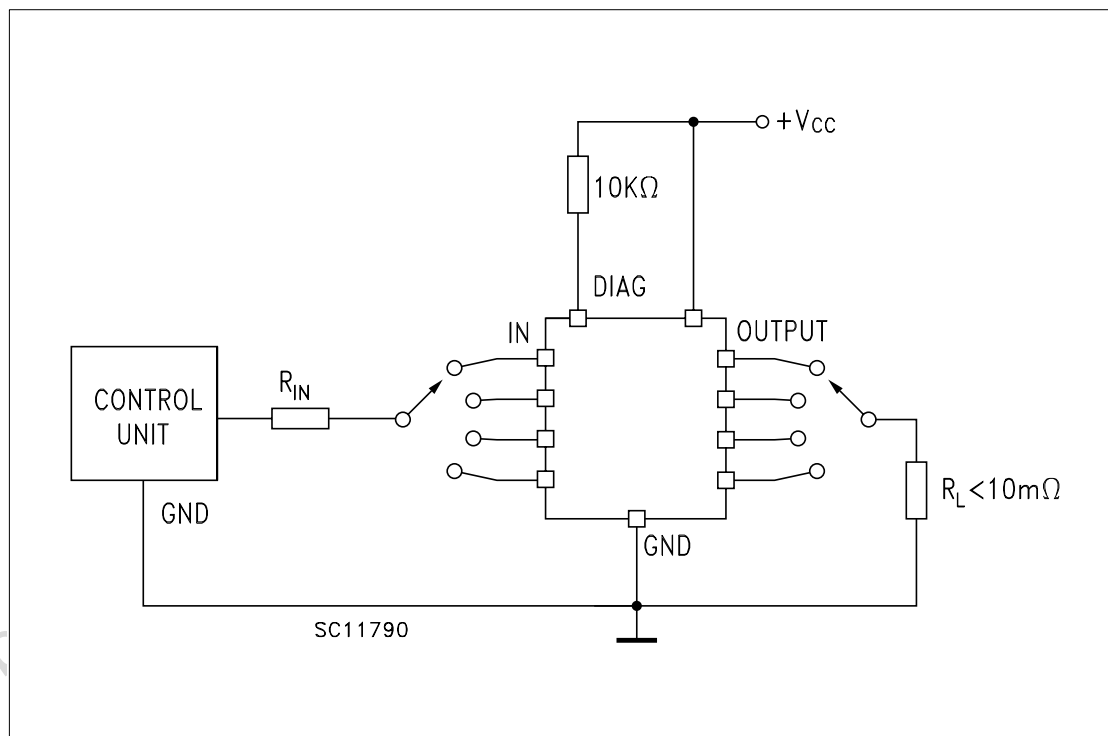 +VCC
10KΩ
DIAG
IN
OUTPUT
CONTROL
UNIT
RIN
RL<10mΩ
GND
GND
SC11790